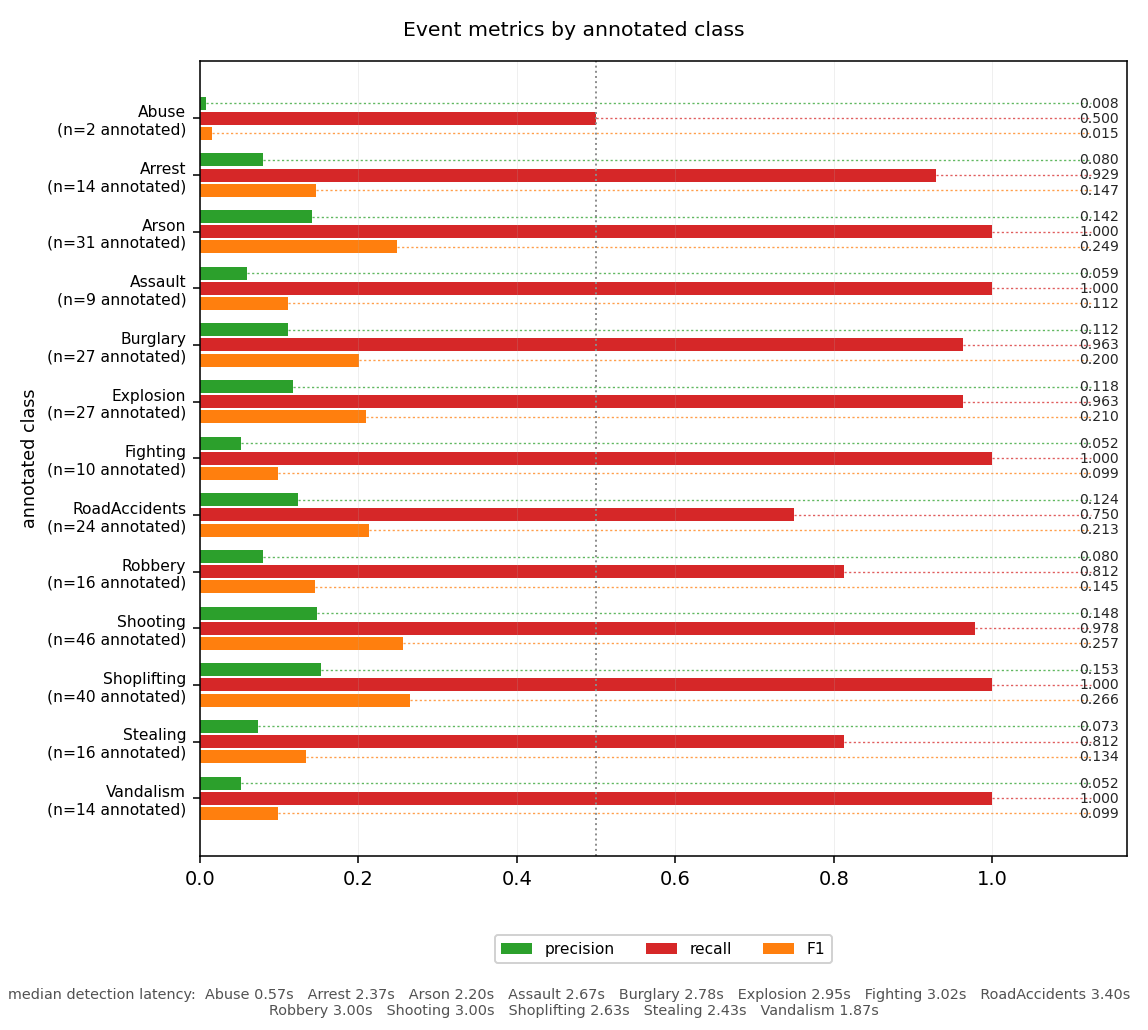 Event metrics by annotated class
Abuse
(n=2 annotated)
0.008
0.500
0.015
Arrest
(n=14 annotated)
0.080
0.929
0.147
Arson
(n=31 annotated)
0.142
1.000
0.249
Assault
(n=9 annotated)
0.059
1.000
0.112
Burglary
(n=27 annotated)
0.112
0.963
0.200
Explosion
(n=27 annotated)
0.118
0.963
0.210
Fighting
(n=10 annotated)
0.052
1.000
0.099
RoadAccidents
(n=24 annotated)
0.124
0.750
0.213
Robbery
(n=16 annotated)
0.080
0.812
0.145
Shooting
(n=46 annotated)
0.148
0.978
0.257
Shoplifting
(n=40 annotated)
0.153
1.000
0.266
Stealing
(n=16 annotated)
0.073
0.812
0.134
Vandalism
(n=14 annotated)
0.052
1.000
0.099
annotated class
0.0 0.2 0.4 0.6 0.8 1.0
precision recall F1
median detection latency: Abuse 0.57s Arrest 2.37s Arson 2.20s Assault 2.67s Burglary 2.78s Explosion 2.95s Fighting 3.02s RoadAccidents 3.40s
Robbery 3.00s Shooting 3.00s Shoplifting 2.63s Stealing 2.43s Vandalism 1.87s